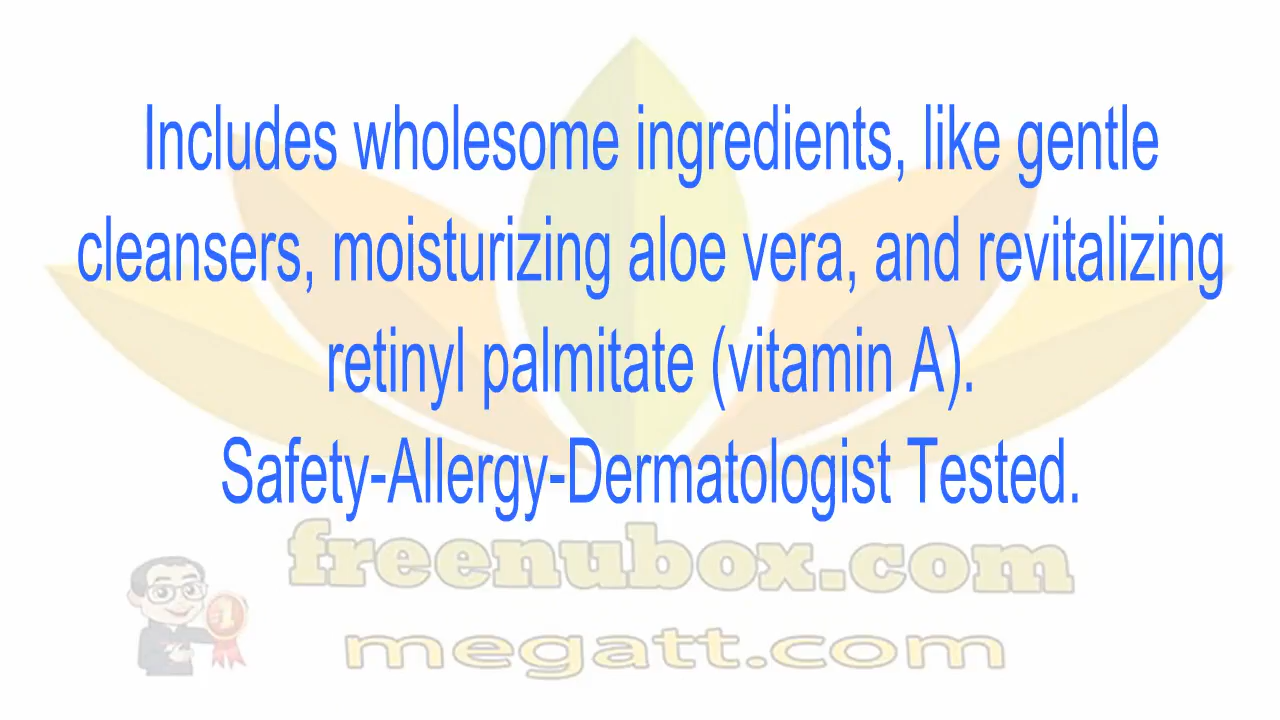 Includes wholesome ingredients, like gentle
cleansers, moisturizing aloe vera, and revitalizing
retinyl palmitate (vitamin A).
Safety-Allergy-Dermatologist Tested.
freenubox.com
1
megatt.com